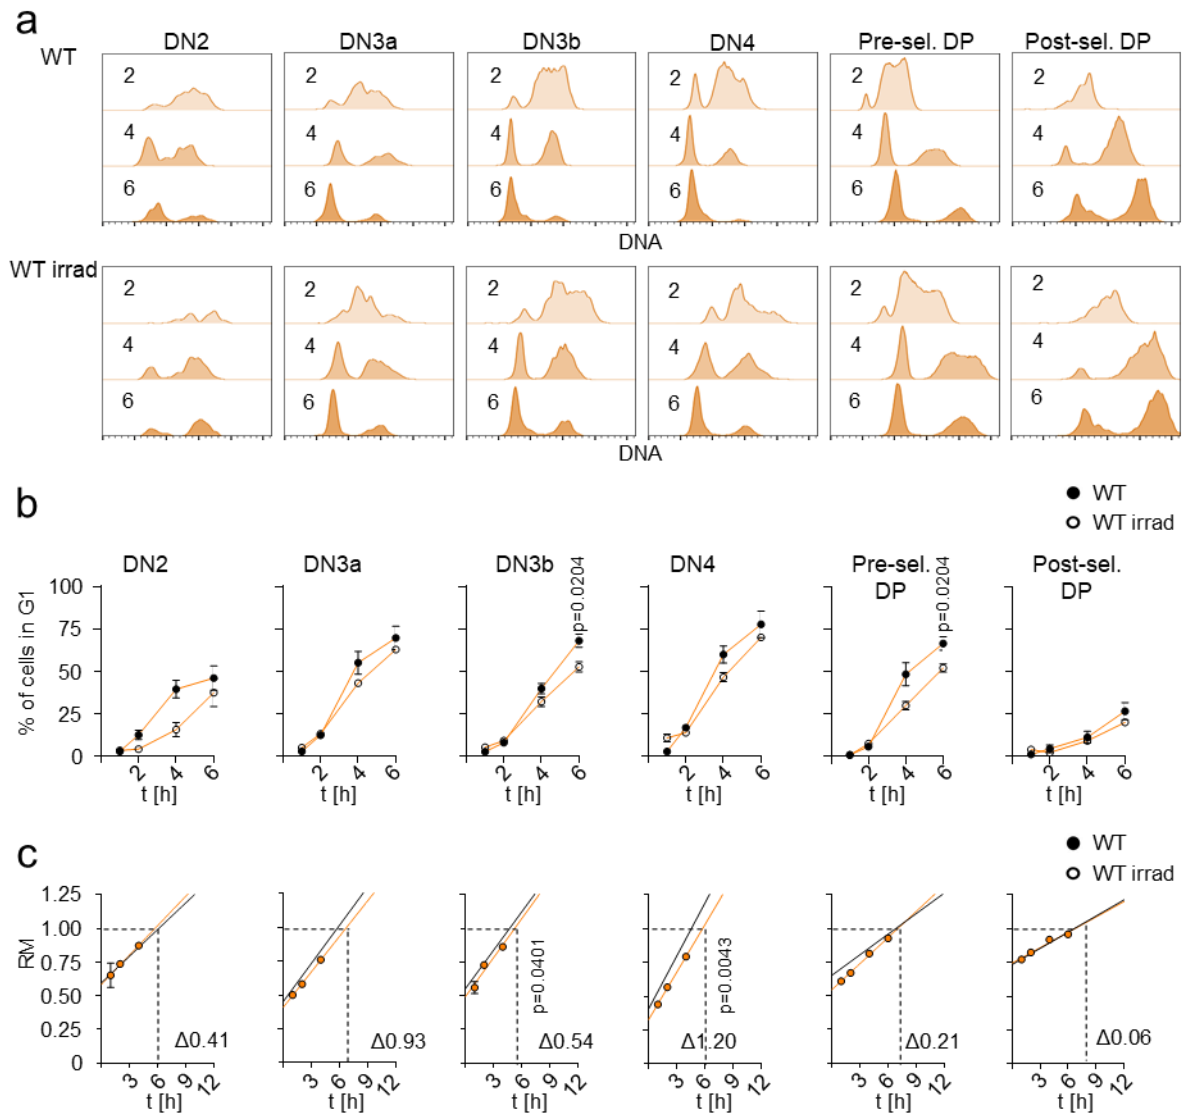 a
WT
DN2
DN3a
DN3b
DN4
Pre-sel. DP
Post-sel. DP
2
4
6
2
4
6
2
4
6
2
4
6
2
4
6
2
4
6
DNA
WT irrad
2
4
6
2
4
6
2
4
6
2
4
6
2
4
6
2
4
6
DNA
b
WT
WT irrad
DN2
DN3a
DN3b
DN4
Pre-sel.
DP
Post-sel.
DP
% of cells in G1
100
75
50
25
0
p=0.0204
p=0.0204
2 4 6
2 4 6
2 4 6
2 4 6
2 4 6
2 4 6
t [h]
t [h]
t [h]
t [h]
t [h]
t [h]
c
WT
WT irrad
RM
1.25
1.00
0.75
0.50
0.25
0
Δ0.41
Δ0.93
p=0.0401
Δ0.54
p=0.0043
Δ1.20
Δ0.21
Δ0.06
3 6 9 12
3 6 9 12
3 6 9 12
3 6 9 12
3 6 9 12
3 6 9 12
t [h]
t [h]
t [h]
t [h]
t [h]
t [h]